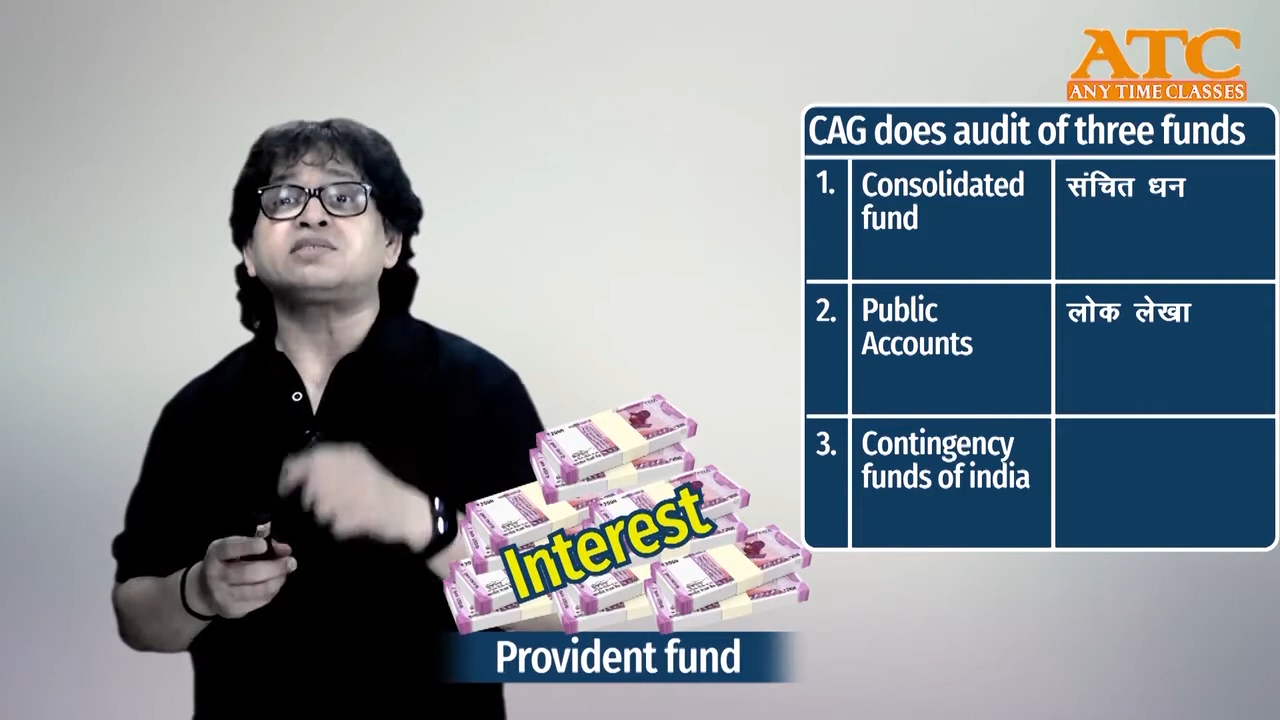 ATC
ANY TIME CLASSES
CAG does audit of three funds
1. Consolidated fund संचित धन
2. Public Accounts लोक लेखा
3. Contingency funds of india
Interest
Provident fund